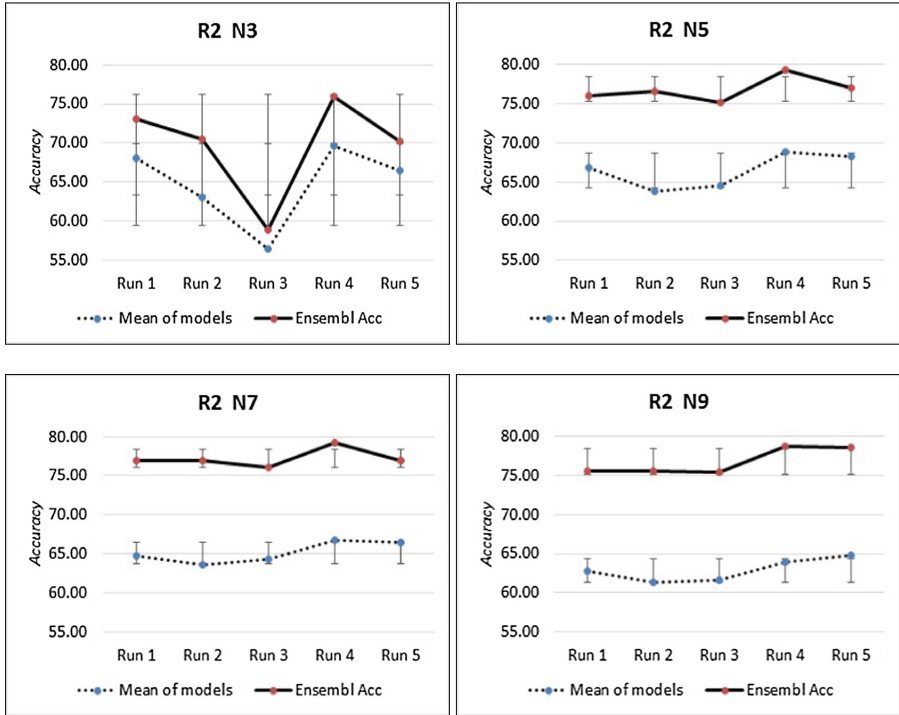 R2 N3
80.00
75.00
70.00
65.00
60.00
55.00
Accuracy
Run 1 Run 2 Run 3 Run 4 Run 5
Mean of models Ensembl Acc
R2 N5
80.00
75.00
70.00
65.00
60.00
55.00
Accuracy
Run 1 Run 2 Run 3 Run 4 Run 5
Mean of models Ensembl Acc
R2 N7
80.00
75.00
70.00
65.00
60.00
55.00
Accuracy
Run 1 Run 2 Run 3 Run 4 Run 5
Mean of models Ensembl Acc
R2 N9
80.00
75.00
70.00
65.00
60.00
55.00
Accuracy
Run 1 Run 2 Run 3 Run 4 Run 5
Mean of models Ensembl Acc